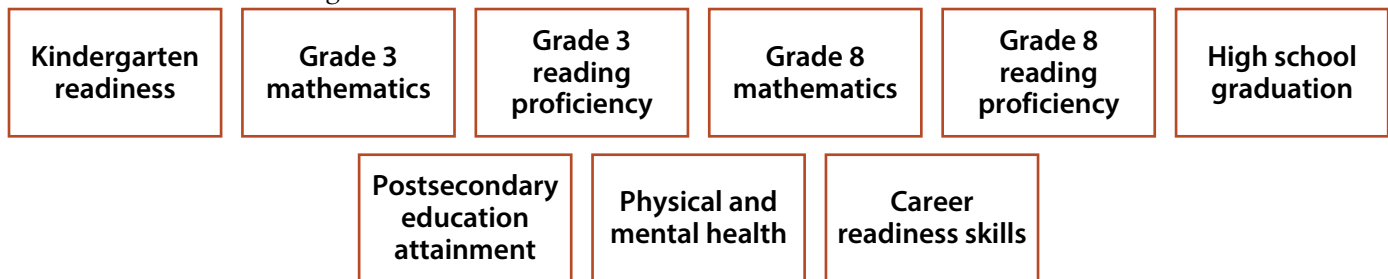 Kindergarten
readiness
Grade 3
mathematics
Grade 3
reading
proficiency
Grade 8
mathematics
Grade 8
reading
proficiency
High school
graduation
Postsecondary
education
attainment
Physical and
mental health
Career
readiness skills